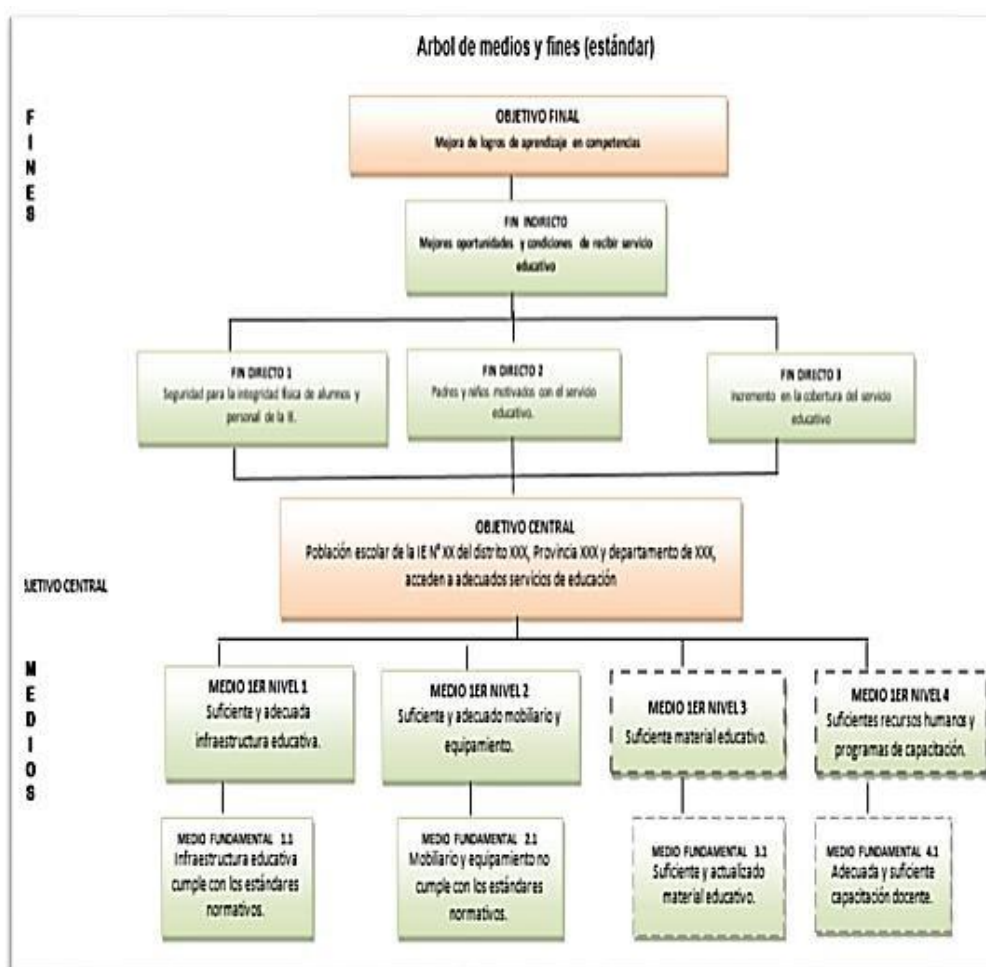 Arbol de medios y fines (estándar)
FINES
OBJETIVO FINAL
Mejora de logros de aprendizaje en competencias
FIN INDIRECTO
Mejores oportunidades y condiciones de recibir servicio
educativo
FIN DIRECTO 1
Seguridad para la integridad física de alumnos y
personal de la IE.
FIN DIRECTO 2
Padres y niños motivados con el servicio
educativo.
FIN DIRECTO 3
Incremento en la cobertura del servicio
educativo
OBJETIVO CENTRAL
Población escolar de la IE N° XX del distrito XXX, Provincia XXX y departamento de XXX,
acceden a adecuados servicios de educación
JETIVO CENTRAL
MEDIOS
MEDIO 1ER NIVEL 1
Suficiente y adecuada
infraestructura educativa.
MEDIO 1ER NIVEL 2
Suficiente y adecuado mobiliario y
equipamiento.
MEDIO 1ER NIVEL 3
Suficiente material educativo.
MEDIO 1ER NIVEL 4
Suficientes recursos humanos y
programas de capacitación.
MEDIO FUNDAMENTAL 1.1
Infraestructura educativa
cumple con los estándares
normativos.
MEDIO FUNDAMENTAL 2.1
Mobiliario y equipamiento no
cumple con los estándares
normativos.
MEDIO FUNDAMENTAL 3.1
Suficiente y actualizado
material educativo.
MEDIO FUNDAMENTAL 4.1
Adecuada y suficiente
capacitación docente.